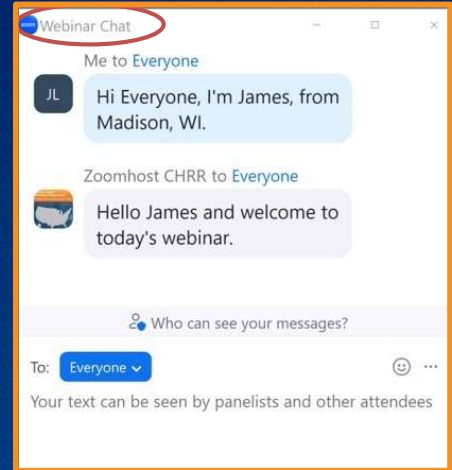 Webinar Chat
Me to Everyone
JL
Hi Everyone, I'm James, from
Madison, WI.
Zoomhost CHRR to Everyone
Hello James and welcome to
today's webinar.
Who can see your messages?
To: Everyone
Your text can be seen by panelists and other attendees